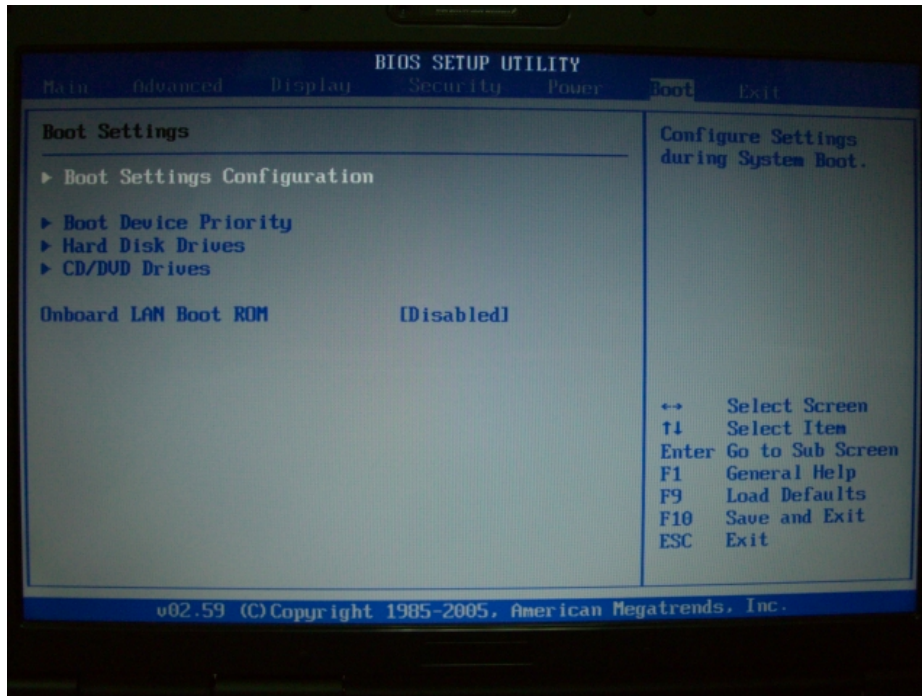 BIOS SETUP UTILITY
Main Advanced Display Security Power Boot Exit
Boot Settings
▶ Boot Settings Configuration
▶ Boot Device Priority
▶ Hard Disk Drives
▶ CD/DVD Drives
Onboard LAN Boot ROM [Disabled]
Configure Settings
during System Boot.
←→ Select Screen
↑↓ Select Item
Enter Go to Sub Screen
F1 General Help
F9 Load Defaults
F10 Save and Exit
ESC Exit
v02.59 (C)Copyright 1985-2005, American Megatrends, Inc.